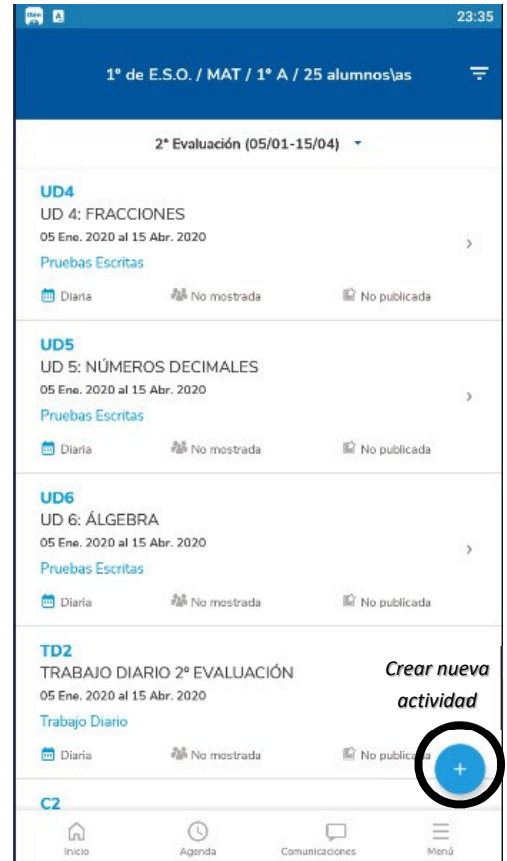 23:35
1º de E.S.O. / MAT / 1º A / 25 alumnos\as
2ª Evaluación (05/01-15/04)
UD4
UD 4: FRACCIONES
05 Ene. 2020 al 15 Abr. 2020
Pruebas Escritas
Diaria No mostrada No publicada
UD5
UD 5: NÚMEROS DECIMALES
05 Ene. 2020 al 15 Abr. 2020
Pruebas Escritas
Diaria No mostrada No publicada
UD6
UD 6: ÁLGEBRA
05 Ene. 2020 al 15 Abr. 2020
Pruebas Escritas
Diaria No mostrada No publicada
TD2
TRABAJO DIARIO 2º EVALUACIÓN
05 Ene. 2020 al 15 Abr. 2020
Trabajo Diario
Crear nueva
actividad
Diaria No mostrada No publicada
+
C2
Inicio Agenda Comunicaciones Menú